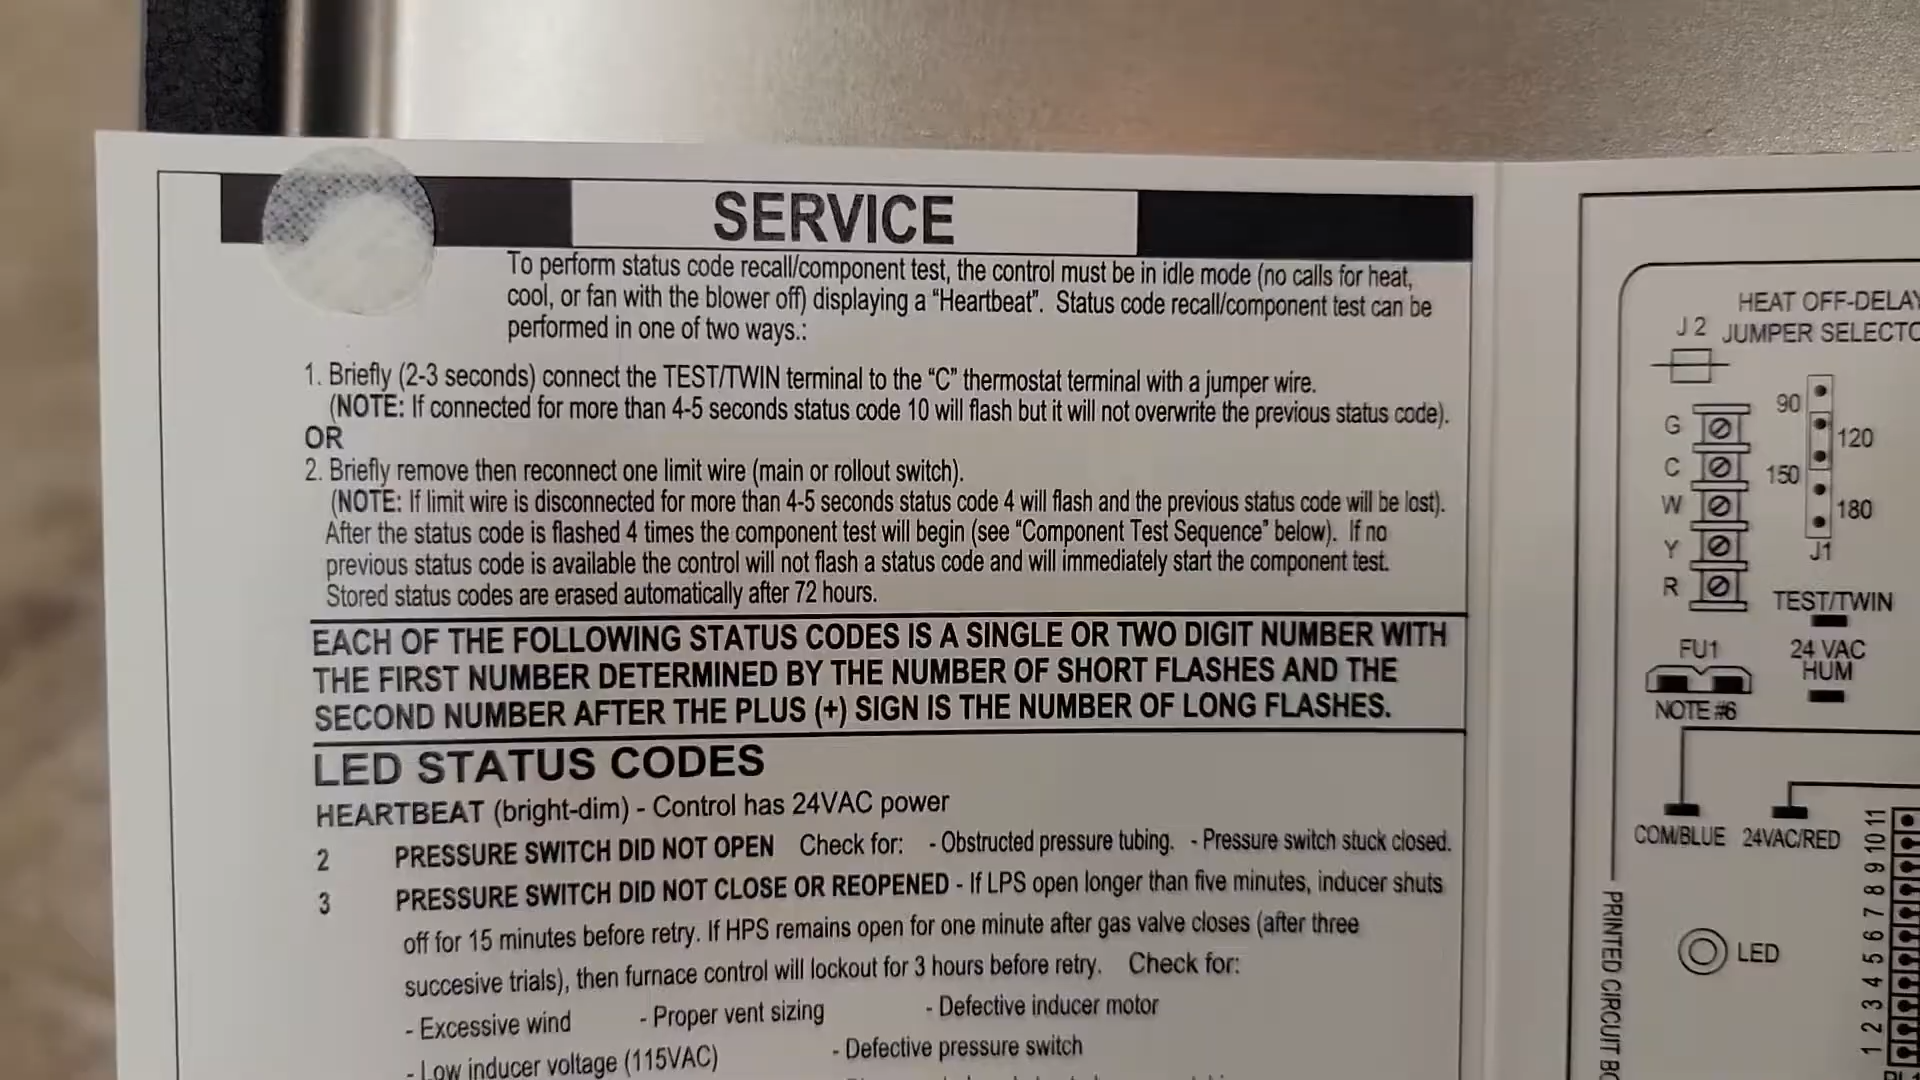 SERVICE
To perform status code recall/component test, the control must be in idle mode (no calls for heat,
cool, or fan with the blower off) displaying a “Heartbeat”. Status code recall/component test can be
performed in one of two ways.:
1. Briefly (2-3 seconds) connect the TEST/TWIN terminal to the “C” thermostat terminal with a jumper wire.
(NOTE: If connected for more than 4-5 seconds status code 10 will flash but it will not overwrite the previous status code).
OR
2. Briefly remove then reconnect one limit wire (main or rollout switch).
(NOTE: If limit wire is disconnected for more than 4-5 seconds status code 4 will flash and the previous status code will be lost).
After the status code is flashed 4 times the component test will begin (see “Component Test Sequence” below). If no
previous status code is available the control will not flash a status code and will immediately start the component test.
Stored status codes are erased automatically after 72 hours.
EACH OF THE FOLLOWING STATUS CODES IS A SINGLE OR TWO DIGIT NUMBER WITH
THE FIRST NUMBER DETERMINED BY THE NUMBER OF SHORT FLASHES AND THE
SECOND NUMBER AFTER THE PLUS (+) SIGN IS THE NUMBER OF LONG FLASHES.
LED STATUS CODES
HEARTBEAT (bright-dim) - Control has 24VAC power
2 PRESSURE SWITCH DID NOT OPEN Check for: - Obstructed pressure tubing. - Pressure switch stuck closed.
3 PRESSURE SWITCH DID NOT CLOSE OR REOPENED - If LPS open longer than five minutes, inducer shuts
off for 15 minutes before retry. If HPS remains open for one minute after gas valve closes (after three
succesive trials), then furnace control will lockout for 3 hours before retry. Check for:
- Excessive wind - Proper vent sizing - Defective inducer motor
- Low inducer voltage (115VAC) - Defective pressure switch
HEAT OFF-DELAY
J2 JUMPER SELECTO
90
G
120
C
150
W
180
Y
J1
R
TEST/TWIN
FU1
24 VAC
HUM
NOTE #6
COM/BLUE 24VAC/RED
LED
1 2 3 4 5 6 7 8 9 10 11
PRINTED CIRCUIT BO